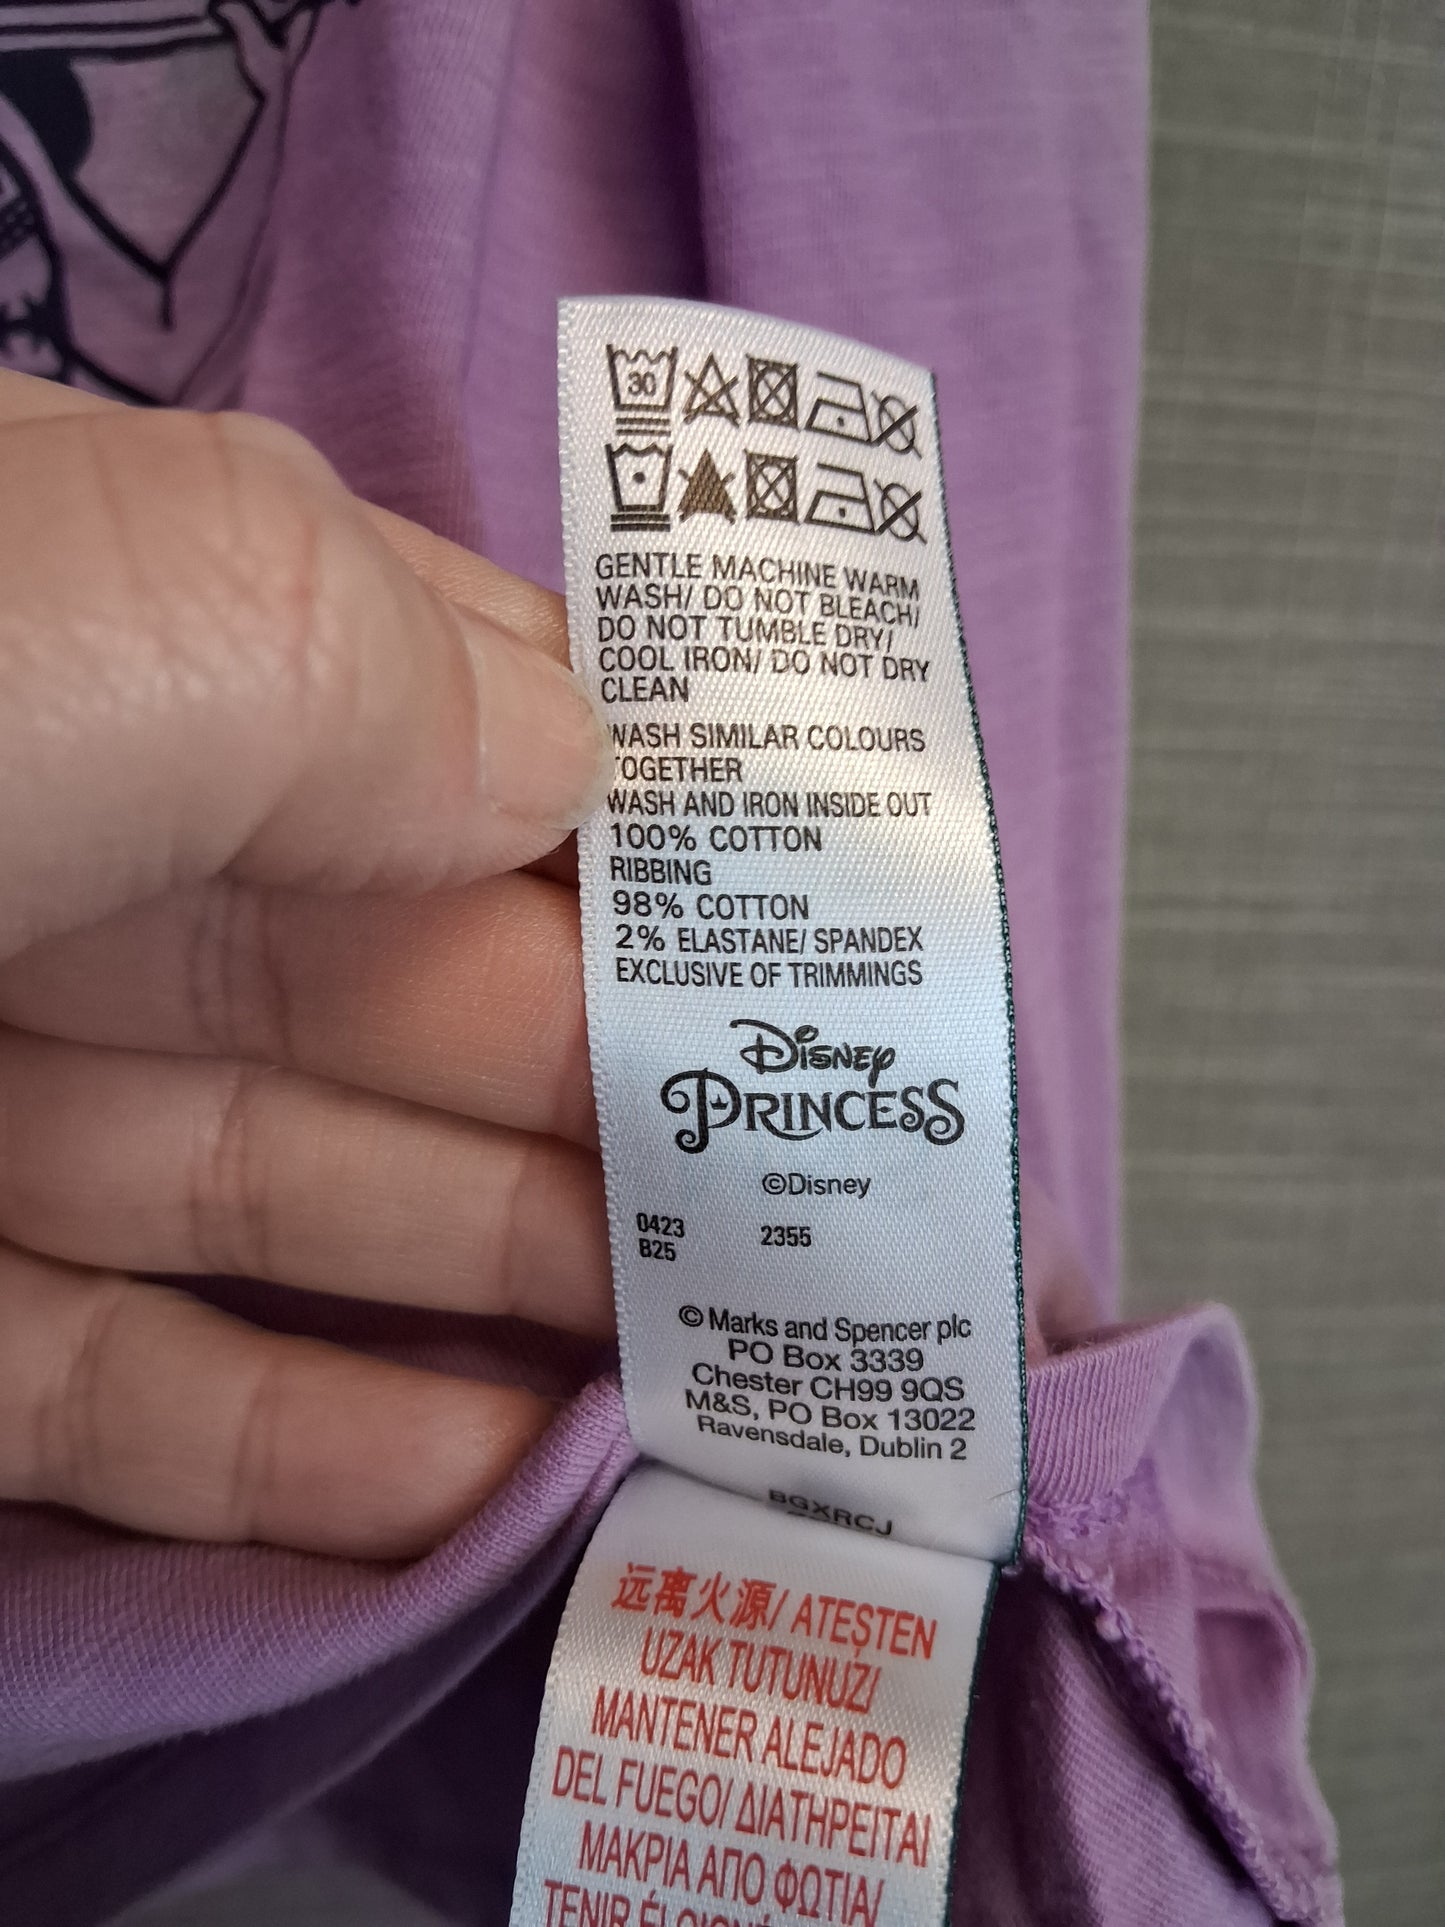 30
GENTLE MACHINE WARM
WASH/ DO NOT BLEACH/
DO NOT TUMBLE DRY/
COOL IRON/ DO NOT DRY
CLEAN
WASH SIMILAR COLOURS
TOGETHER
WASH AND IRON INSIDE OUT
100% COTTON
RIBBING
98% COTTON
2% ELASTANE/ SPANDEX
EXCLUSIVE OF TRIMMINGS
Disney
PRINCESS
©Disney
0423 2355
B25
© Marks and Spencer plc
PO Box 3339
Chester CH99 9QS
M&S, PO Box 13022
Ravensdale, Dublin 2
BGXRCJ
远离火源/ ATEŞTEN
UZAK TUTUNUZ/
MANTENER ALEJADO
DEL FUEGO/ ΔΙΑΤΗΡΕΙΤΑΙ
ΜΑΚΡΙΑ ΑΠΟ ΦΩΤΙΑ/
TENIR